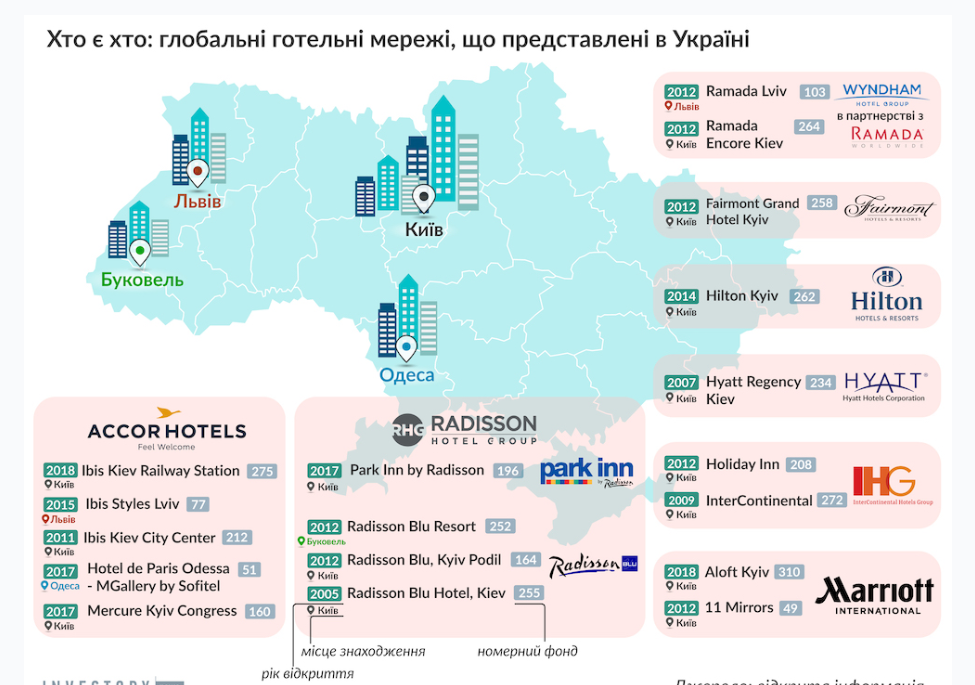 Хто є хто: глобальні готельні мережі, що представлені в Україні
Львів
Київ
Буковель
Одеса
2012 Ramada Lviv 103
Львів
2012 Ramada Encore Kiev 264
Київ
WYNDHAM
HOTEL GROUP
в партнерстві з
RAMADA
WORLDWIDE
2012 Fairmont Grand Hotel Kyiv 258
Київ
Fairmont
HOTELS & RESORTS
2014 Hilton Kyiv 262
Київ
Hilton
HOTELS & RESORTS
2007 Hyatt Regency Kiev 234
Київ
HYATT®
Hyatt Hotels Corporation
2012 Holiday Inn 208
Київ
2009 InterContinental 272
Київ
IHG
InterContinental Hotels Group
2018 Aloft Kyiv 310
Київ
2012 11 Mirrors 49
Київ
Marriott
INTERNATIONAL
ACCORHOTELS
Feel Welcome
2018 Ibis Kiev Railway Station 275
Київ
2015 Ibis Styles Lviv 77
Львів
2011 Ibis Kiev City Center 212
Київ
2017 Hotel de Paris Odessa 51
Одеса - MGallery by Sofitel
2017 Mercure Kyiv Congress 160
Київ
RHG RADISSON
HOTEL GROUP
2017 Park Inn by Radisson 196
Київ
park inn
by Radisson
2012 Radisson Blu Resort 252
Буковель
2012 Radisson Blu, Kyiv Podil 164
Київ
Radisson BLU
2005 Radisson Blu Hotel, Kiev 255
Київ
місце знаходження
номерний фонд
рік відкриття
INVESTORY
Джерело: відкрита інформація